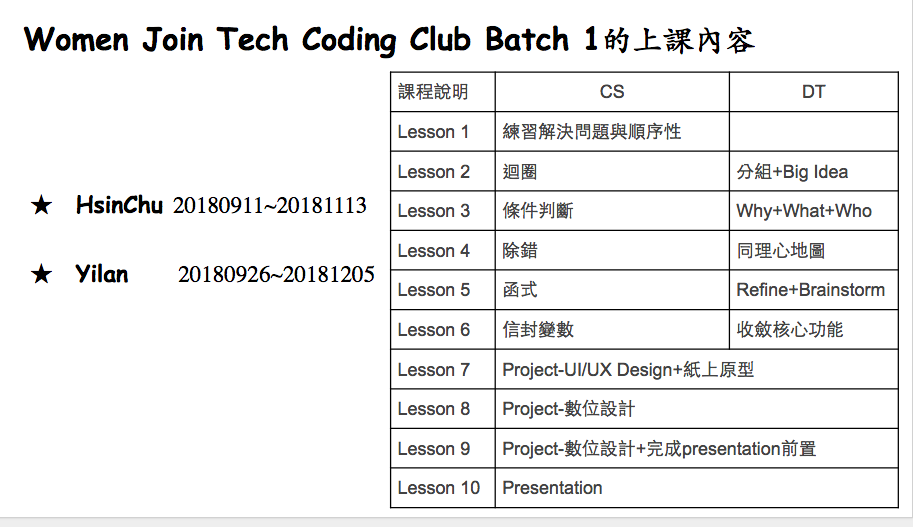 Women Join Tech Coding Club Batch 1的上課內容
★ HsinChu 20180911~20181113
★ Yilan 20180926~20181205
課程說明 CS DT
Lesson 1 練習解決問題與順序性
Lesson 2 迴圈 分組+Big Idea
Lesson 3 條件判斷 Why+What+Who
Lesson 4 除錯 同理心地圖
Lesson 5 函式 Refine+Brainstorm
Lesson 6 信封變數 收斂核心功能
Lesson 7 Project-UI/UX Design+紙上原型
Lesson 8 Project-數位設計
Lesson 9 Project-數位設計+完成presentation前置
Lesson 10 Presentation